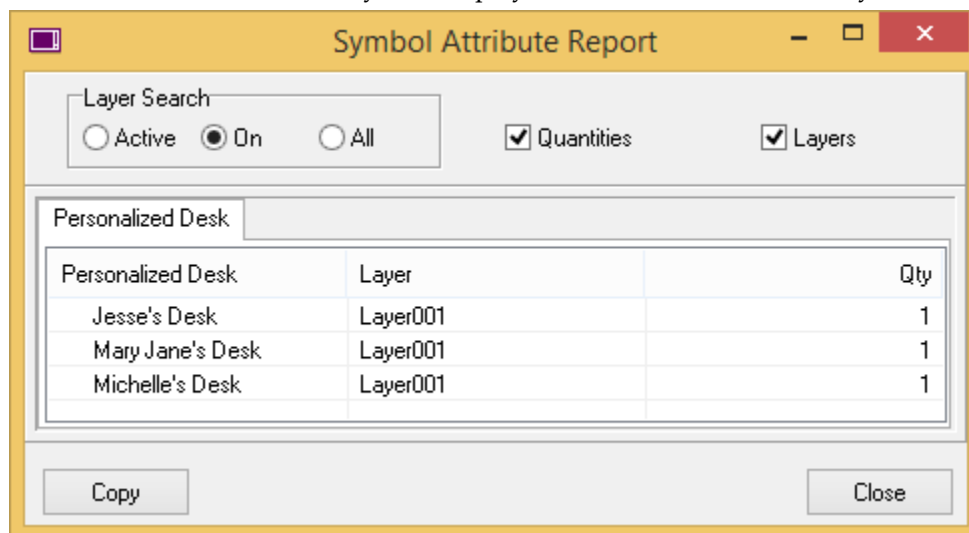 Symbol Attribute Report
Layer Search
Active On All Quantities Layers
Personalized Desk
Personalized Desk Layer Qty
Jesse's Desk Layer001 1
Mary Jane's Desk Layer001 1
Michelle's Desk Layer001 1
Copy Close